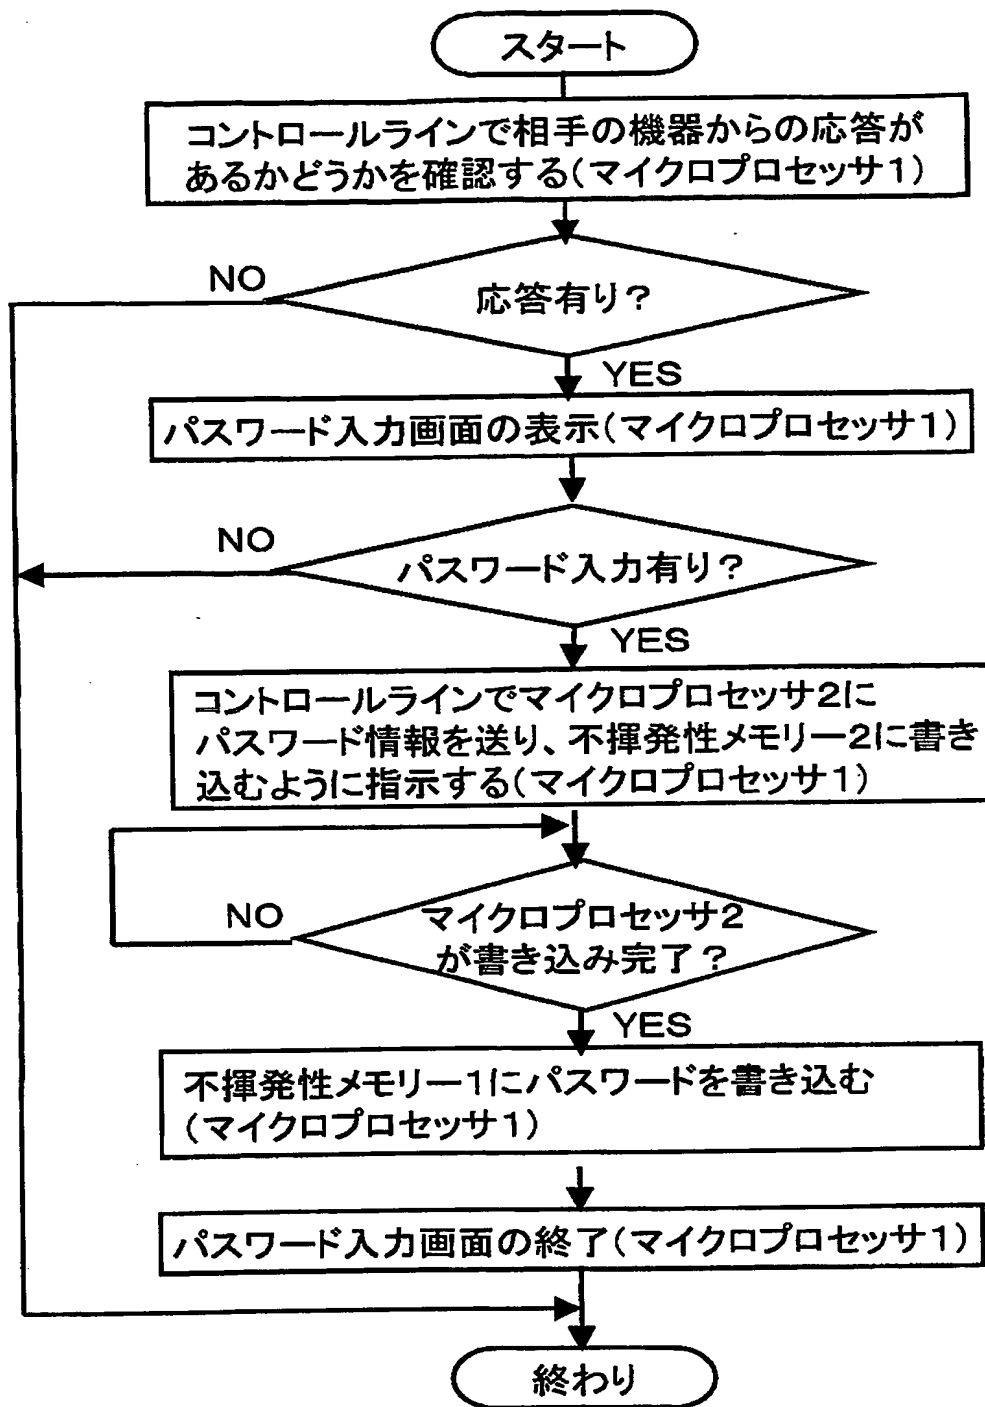 スタート
コントロールラインで相手の機器からの応答が
あるかどうかを確認する(マイクロプロセッサ1)
NO
応答有り?
YES
パスワード入力画面の表示(マイクロプロセッサ1)
NO
パスワード入力有り?
YES
コントロールラインでマイクロプロセッサ2に
パスワード情報を送り、不揮発性メモリー2に書き
込むように指示する(マイクロプロセッサ1)
NO
マイクロプロセッサ2
が書き込み完了?
YES
不揮発性メモリー1にパスワードを書き込む
(マイクロプロセッサ1)
パスワード入力画面の終了(マイクロプロセッサ1)
終わり